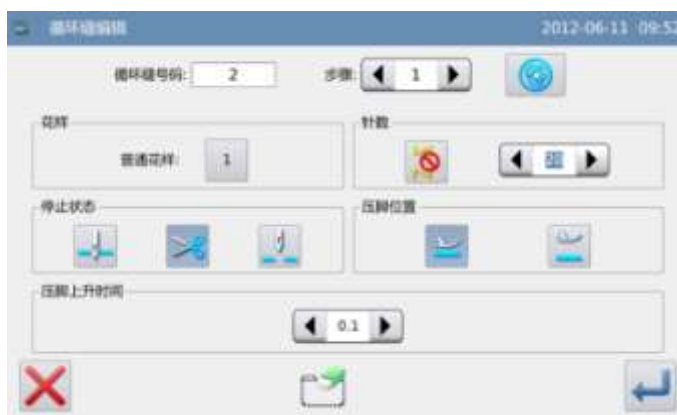 循环缝编辑 2012-06-11 09:52
循环缝号码: 2 步骤: 1
花样 针数
普通花样: 1
停止状态 压脚位置
压脚上升时间
0.1